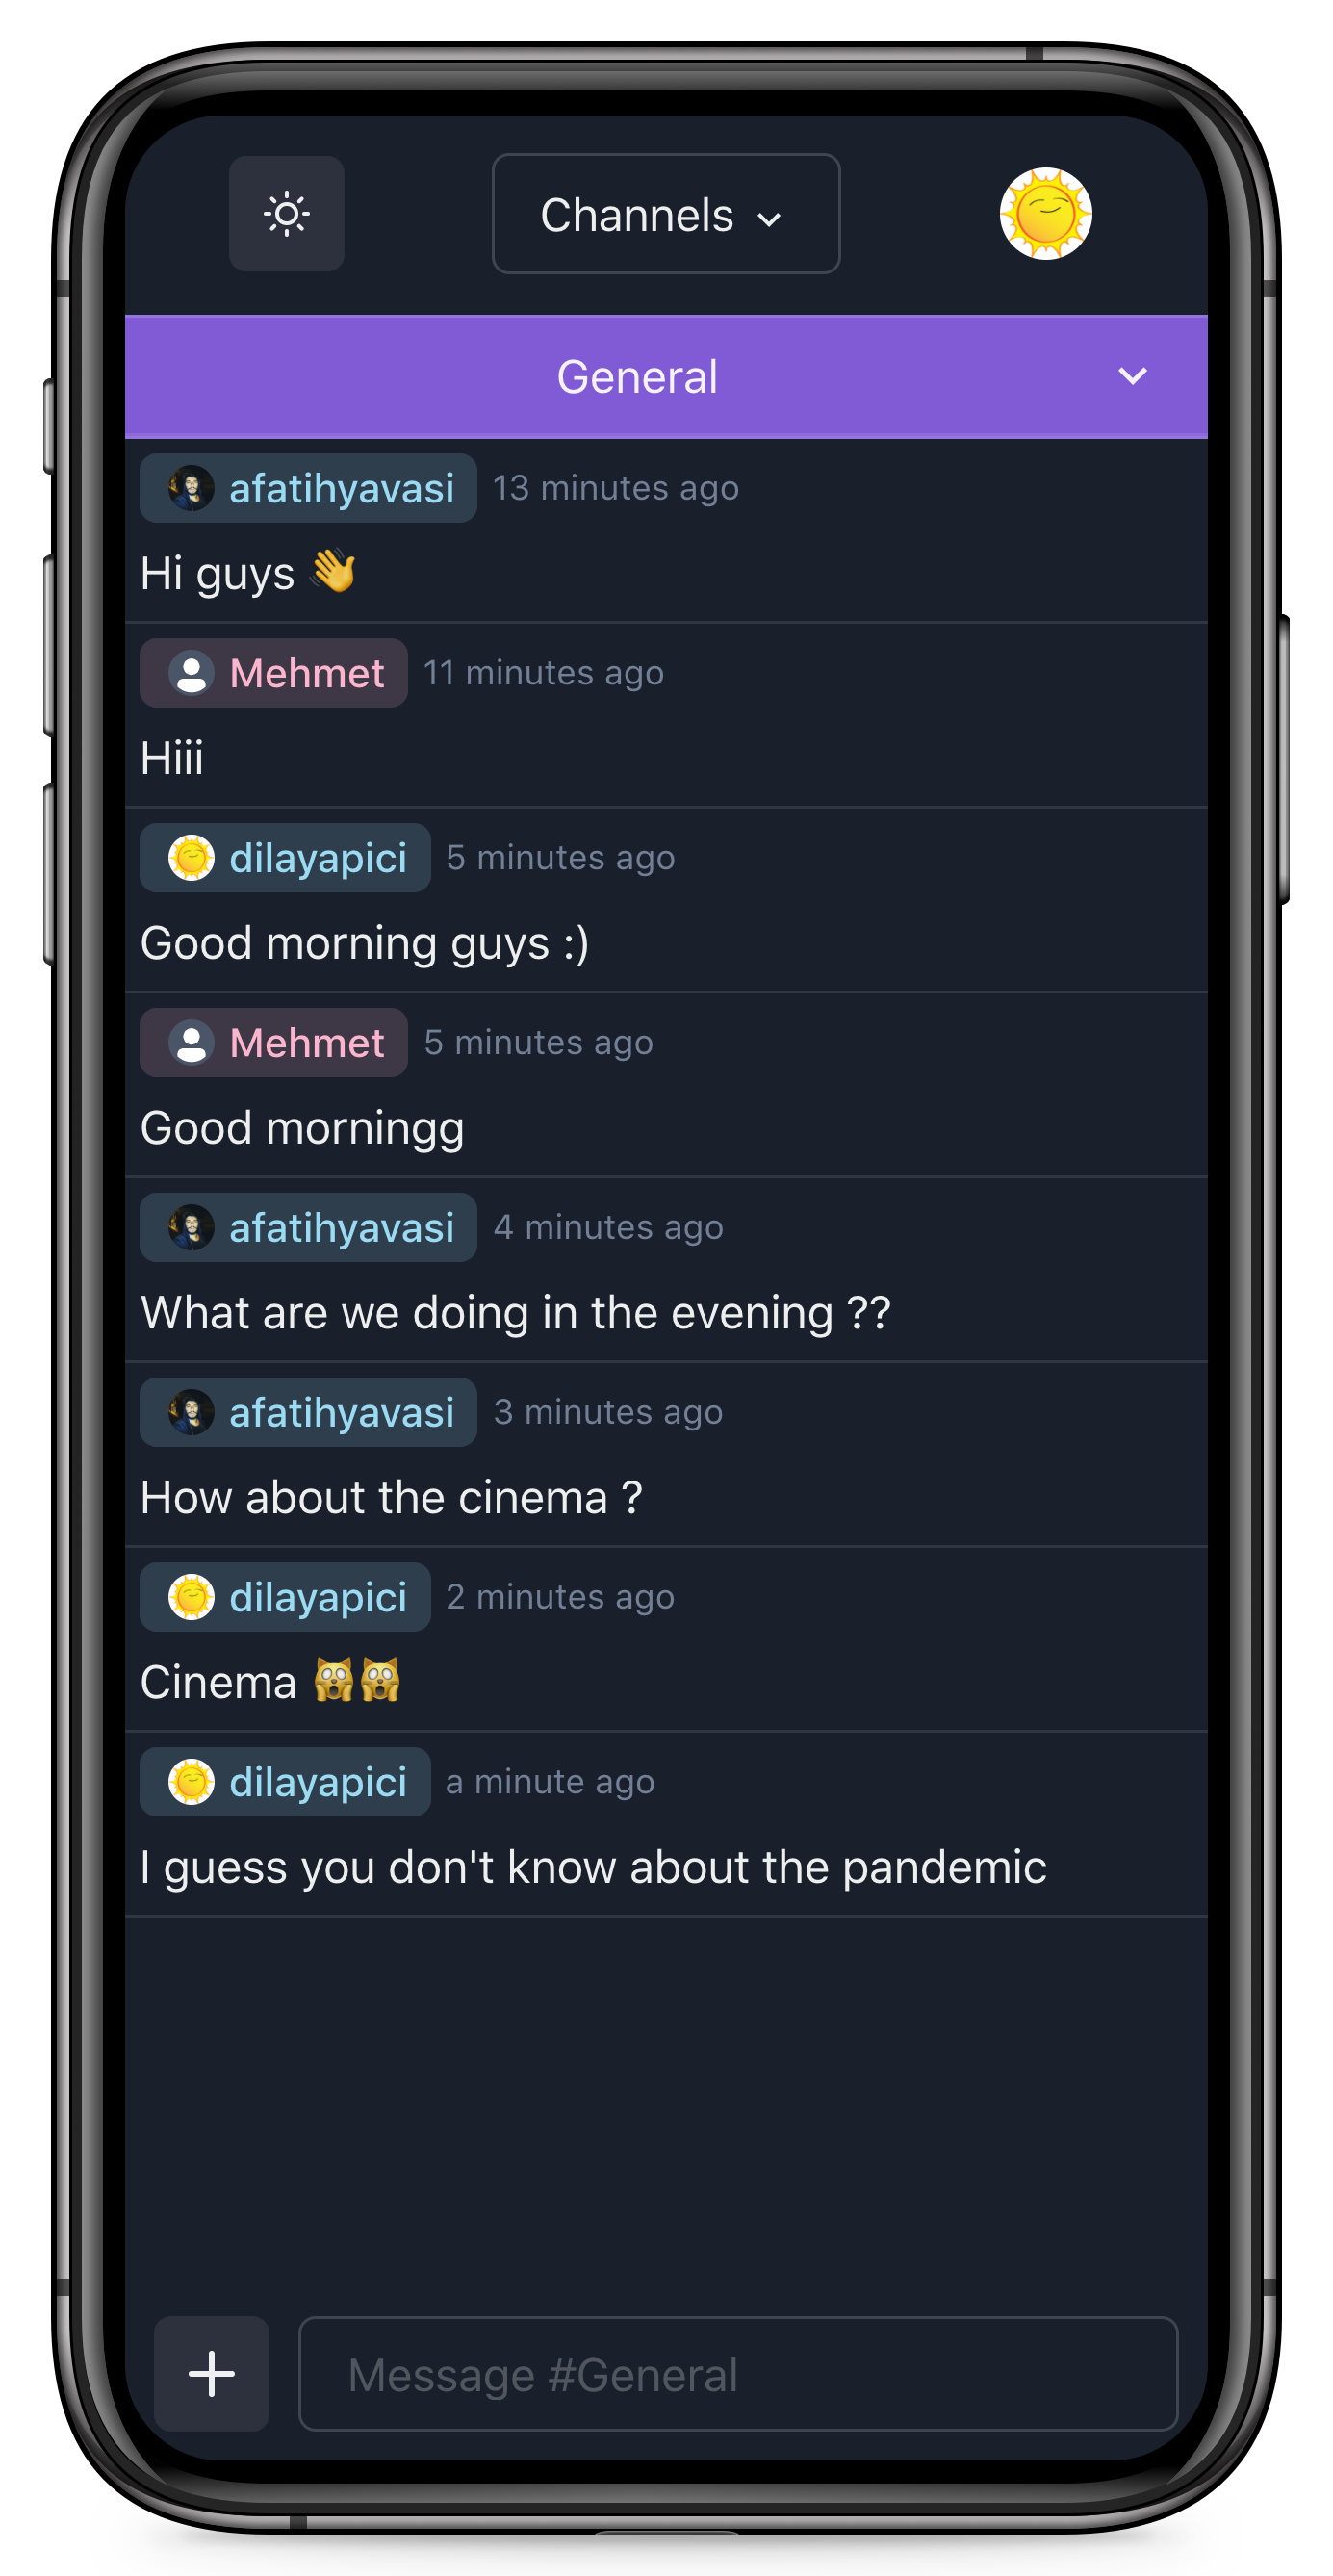 Channels
General
afatihyavasi 13 minutes ago
Hi guys 👋
Mehmet 11 minutes ago
Hiii
dilayapici 5 minutes ago
Good morning guys :)
Mehmet 5 minutes ago
Good morningg
afatihyavasi 4 minutes ago
What are we doing in the evening ??
afatihyavasi 3 minutes ago
How about the cinema ?
dilayapici 2 minutes ago
Cinema 🙀🙀
dilayapici a minute ago
I guess you don't know about the pandemic
Message #General